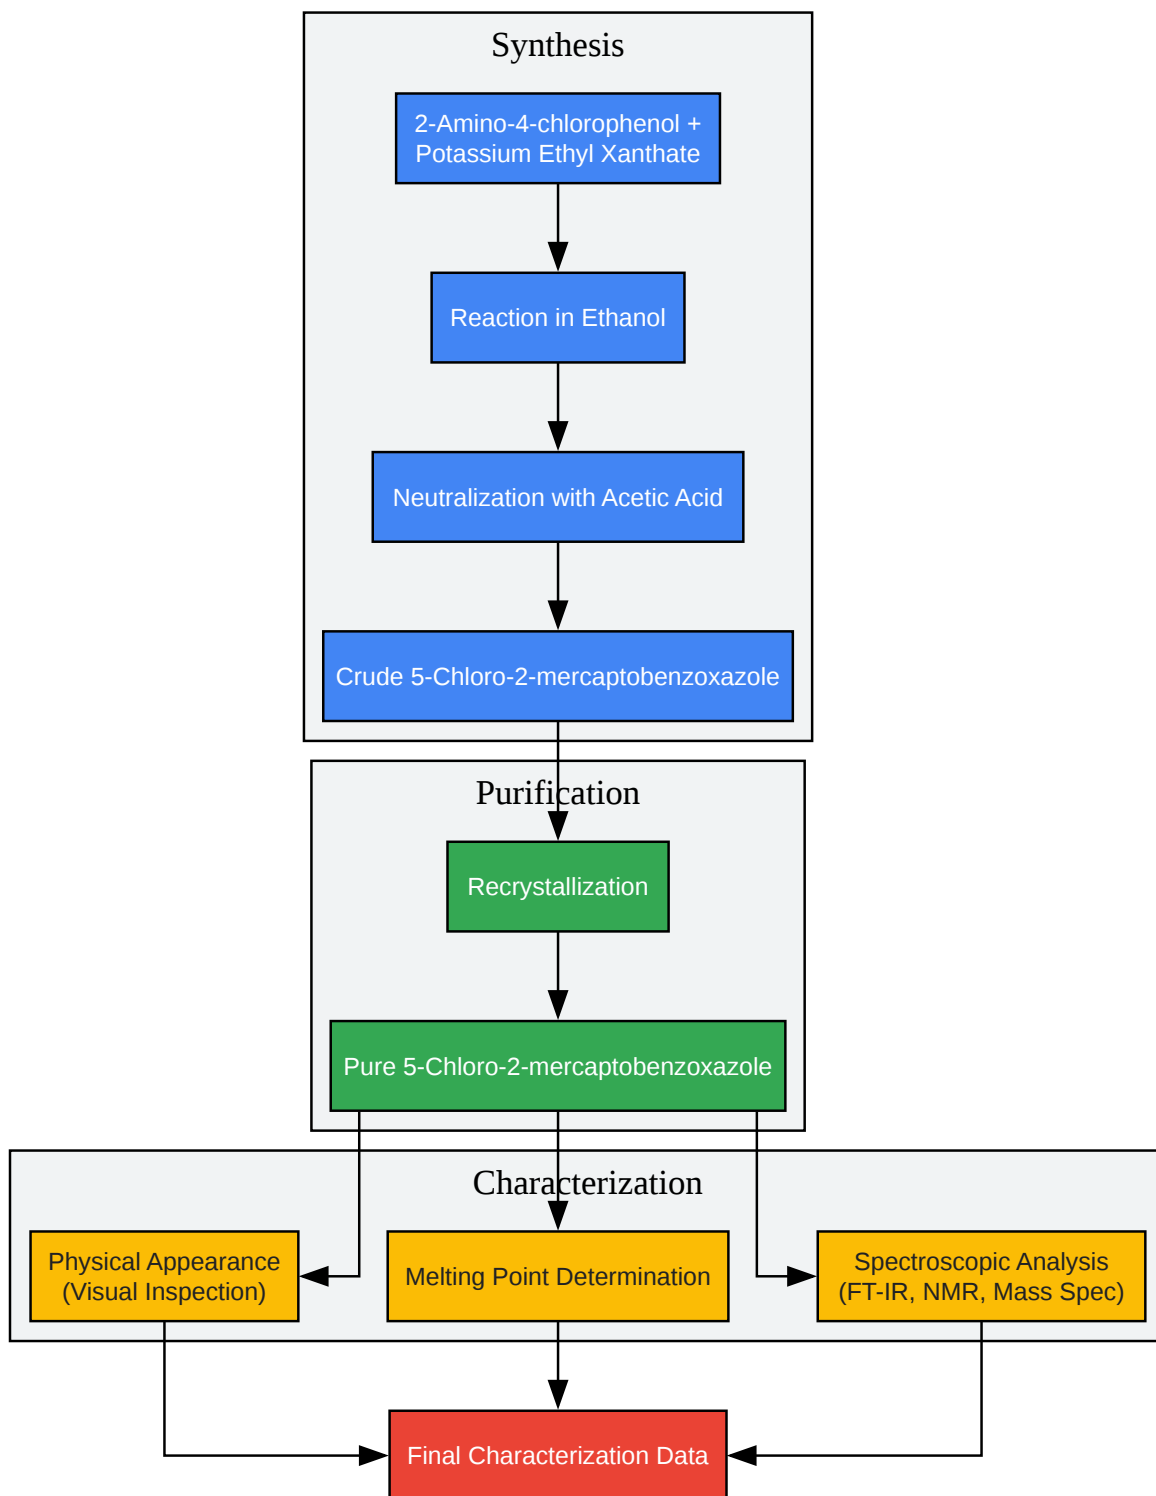 Synthesis
2-Amino-4-chlorophenol +
Potassium Ethyl Xanthate
Reaction in Ethanol
Neutralization with Acetic Acid
Crude 5-Chloro-2-mercaptobenzoxazole
Purification
Recrystallization
Pure 5-Chloro-2-mercaptobenzoxazole
Characterization
Physical Appearance
(Visual Inspection)
Melting Point Determination
Spectroscopic Analysis
(FT-IR, NMR, Mass Spec)
Final Characterization Data